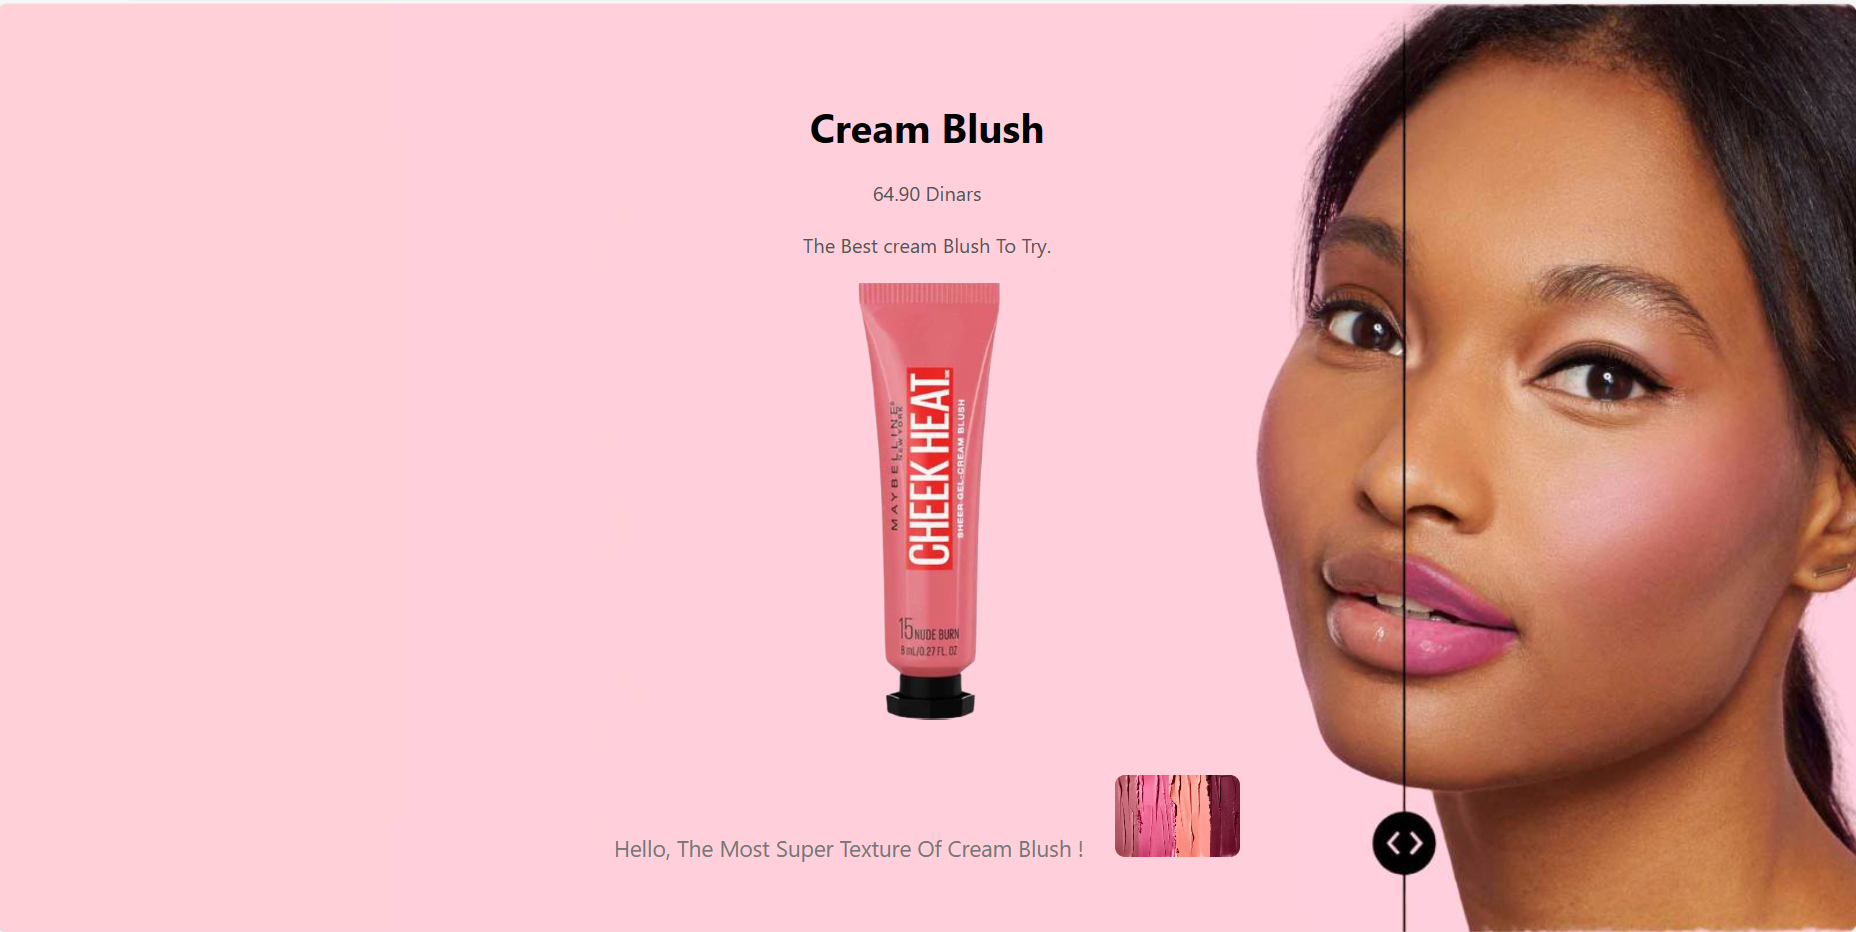 Cream Blush
64.90 Dinars
The Best cream Blush To Try.
MAYBELLINE®
NEW YORK
CHEEK HEAT™
SHEER GEL-CREAM BLUSH
15 NUDE BURN
8 mL/0.27 FL. OZ
Hello, The Most Super Texture Of Cream Blush !